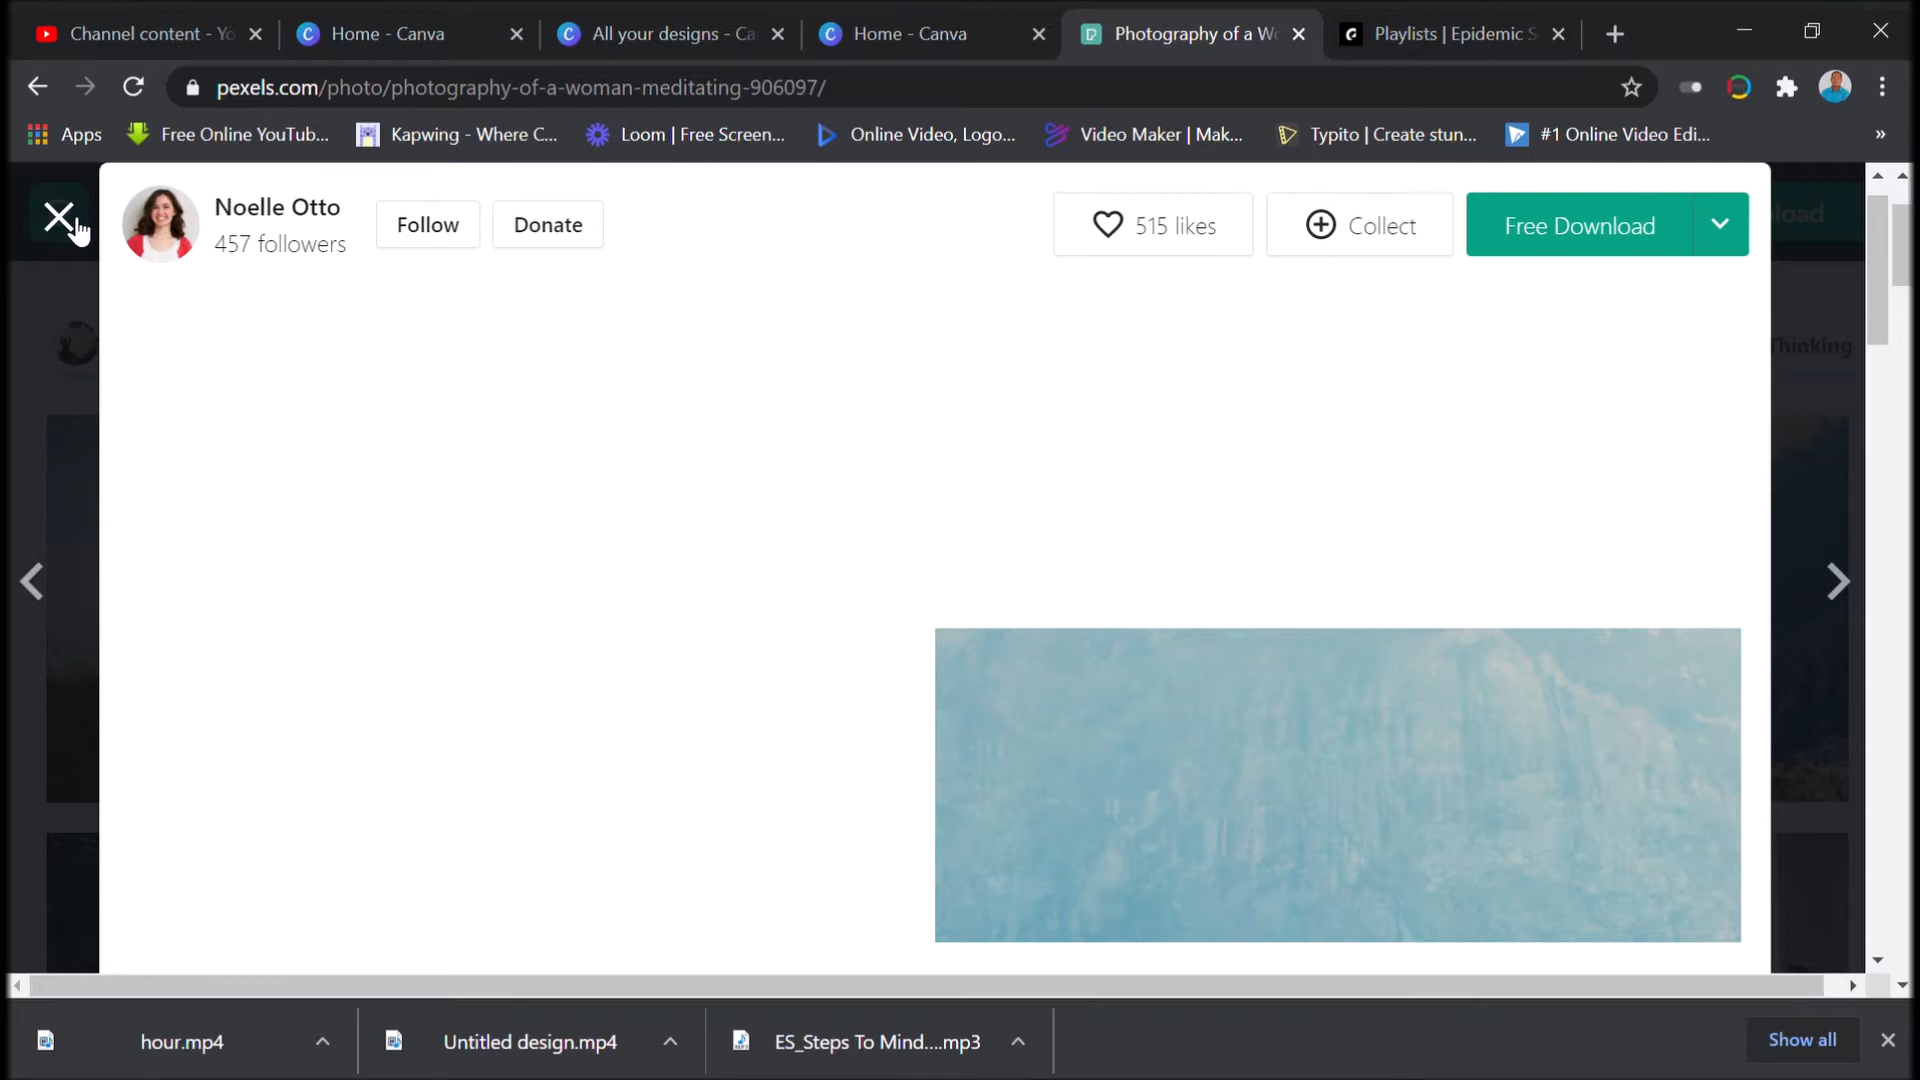 Channel content - Yo
Home - Canva
All your designs - Ca
Home - Canva
Photography of a Wo
Playlists | Epidemic S
pexels.com/photo/photography-of-a-woman-meditating-906097/
Apps
Free Online YouTub...
Kapwing - Where C...
Loom | Free Screen...
Online Video, Logo...
Video Maker | Mak...
Typito | Create stun...
#1 Online Video Edi...
»
Noelle Otto
457 followers
Follow
Donate
515 likes
Collect
Free Download
load
Thinking
hour.mp4
Untitled design.mp4
ES_Steps To Mind....mp3
Show all